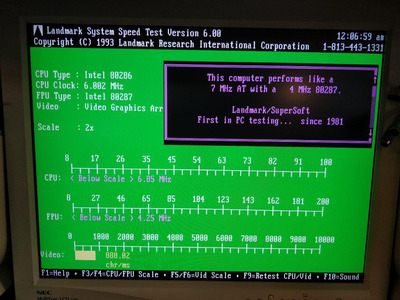 Landmark System Speed Test Version 6.00 12:06:59 am
Copyright (C) 1993 Landmark Research International Corporation 1-813-443-1331
CPU Type : Intel 80286
CPU Clock: 6.002 MHz
FPU Type : Intel 80287
Video : Video Graphics Arr
Scale : 2x
This computer performs like a
7 MHz AT with a 4 MHz 80287.
Landmark/SuperSoft
First in PC testing... since 1981
8 17 26 35 45 54 63 72 81 91 100
CPU: < Below Scale > 6.85 MHz
8 27 46 65 85 104 123 142 161 181 200
FPU: < Below Scale > 4.25 MHz
0 1000 2000 3000 4000 5000 6000 7000 8000 9000 10000
Video: 808.02
chr/ms
F1=Help · F3/F4=CPU/FPU Scale · F5/F6=Vid Scale · F9=Retest CPU/Vid · F10=Sound
NEC